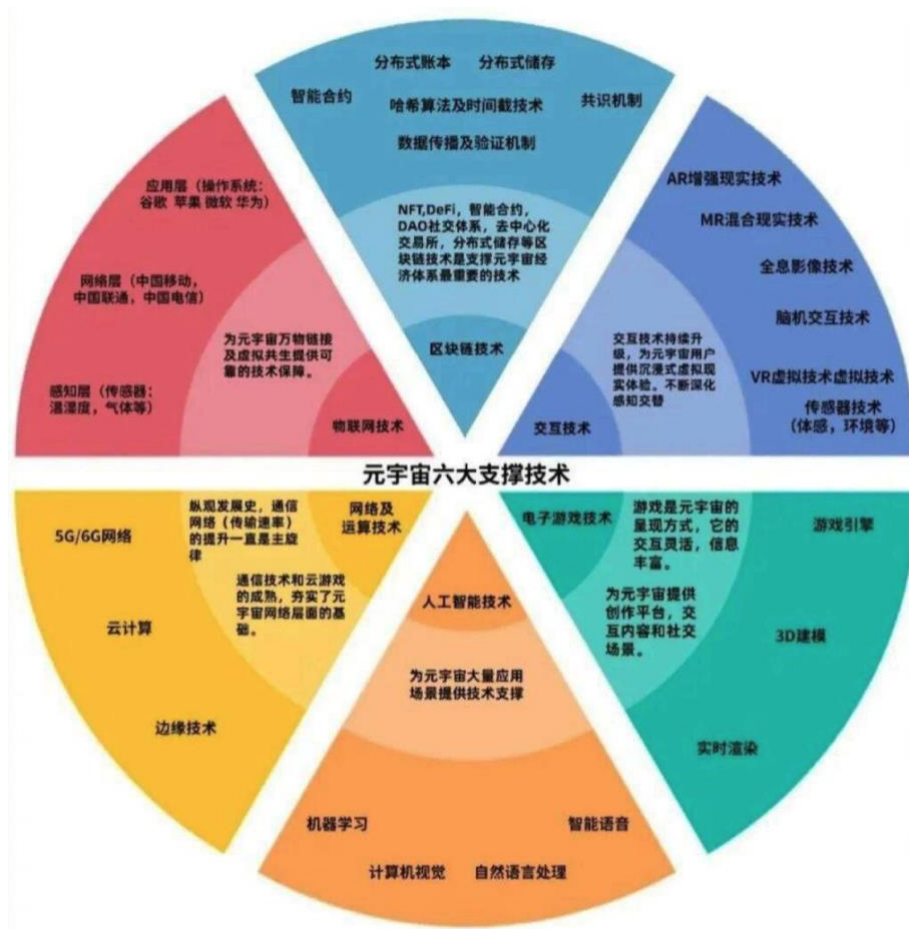 分布式账本
分布式储存
智能合约
哈希算法及时间截技术
共识机制
数据传播及验证机制
NFT,DeFi，智能合约，
DAO社交体系，去中心化
交易所，分布式储存等区
块链技术是支撑元宇宙经
济体系最重要的技术
区块链技术
应用层（操作系统：
谷歌 苹果 微软 华为）
网络层（中国移动，
中国联通，中国电信）
感知层（传感器：
温湿度，气体等）
为元宇宙万物链接
及虚拟共生提供可
靠的技术保障。
物联网技术
AR增强现实技术
MR混合现实技术
全息影像技术
脑机交互技术
VR虚拟技术虚拟技术
传感器技术
（体感，环境等）
交互技术持续升
级，为元宇宙用户
提供沉浸式虚拟现
实体验。不断深化
感知交替
交互技术
元宇宙六大支撑技术
5G/6G网络
云计算
边缘技术
纵观发展史，通信
网络（传输速率）
的提升一直是主旋
律
通信技术和云游戏
的成熟，夯实了元
宇宙网络层面的基
础。
网络及
运算技术
电子游戏技术
游戏是元宇宙的
呈现方式，它的
交互灵活，信息
丰富。
为元宇宙提供
创作平台，交
互内容和社交
场景。
游戏引擎
3D建模
实时渲染
人工智能技术
为元宇宙大量应用
场景提供技术支撑
机器学习
智能语音
计算机视觉
自然语言处理